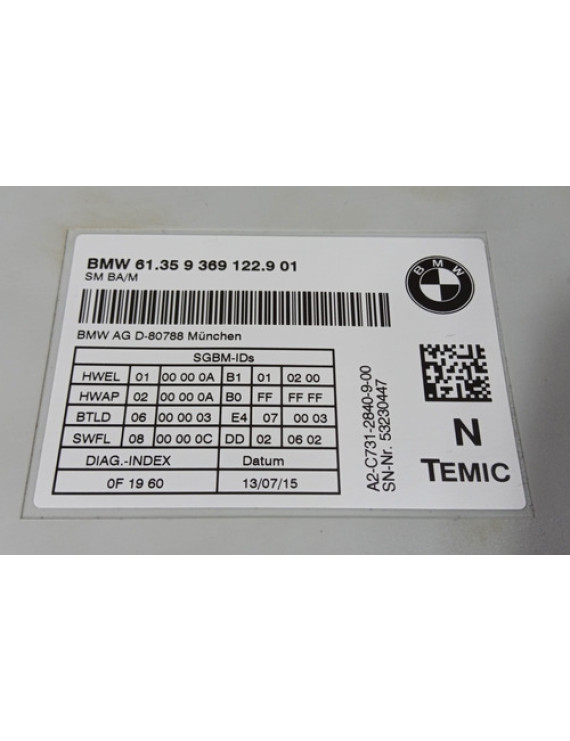 BMW 61.35 9 369 122.9 01
SM BA/M
BMW
BMW AG D-80788 München
SGBM-IDs
HWEL 01 00 00 0A B1 01 02 00
HWAP 02 00 00 0A B0 FF FF FF
BTLD 06 00 00 03 E4 07 00 03
SWFL 08 00 00 0C DD 02 06 02
DIAG.-INDEX Datum
0F 19 60 13/07/15
A2-C731-2840-9-00
SN-Nr. 53230447
N
TEMIC